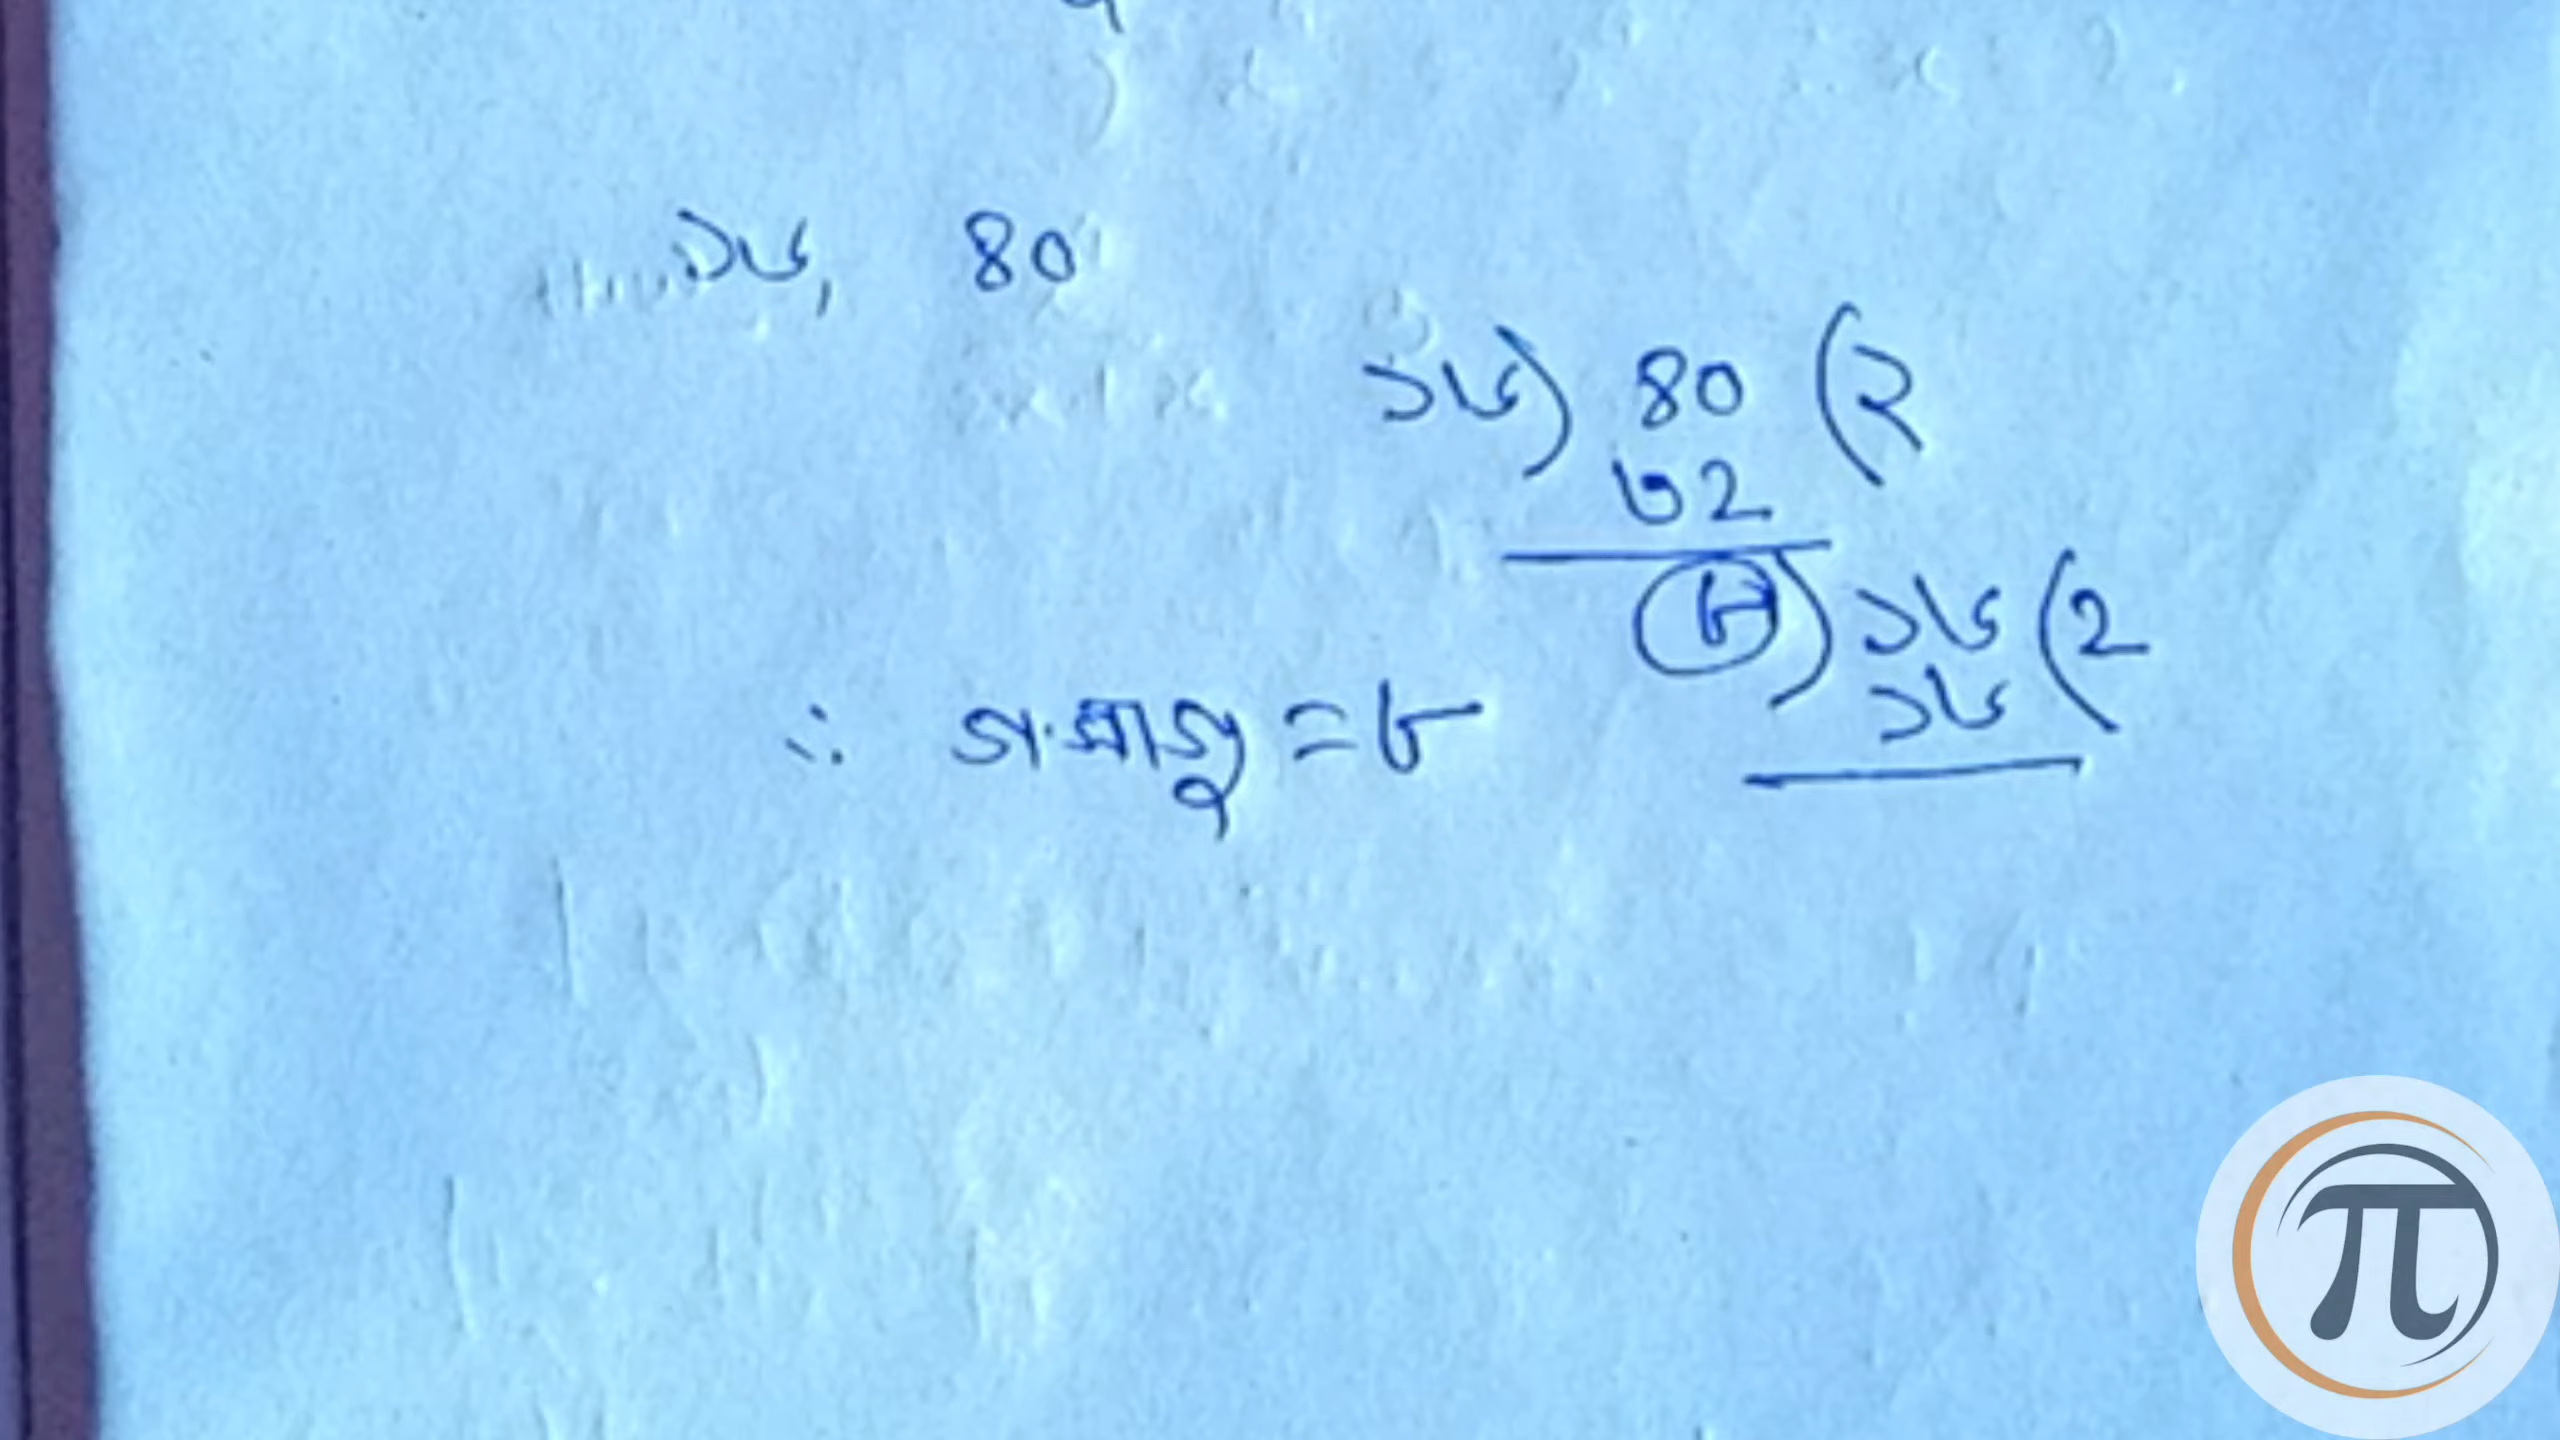 ১৬, ৪০
১৬) ৪০ (২
৩২
৮) ১৬ (২
১৬
∴ গ.সা.গু = ৮